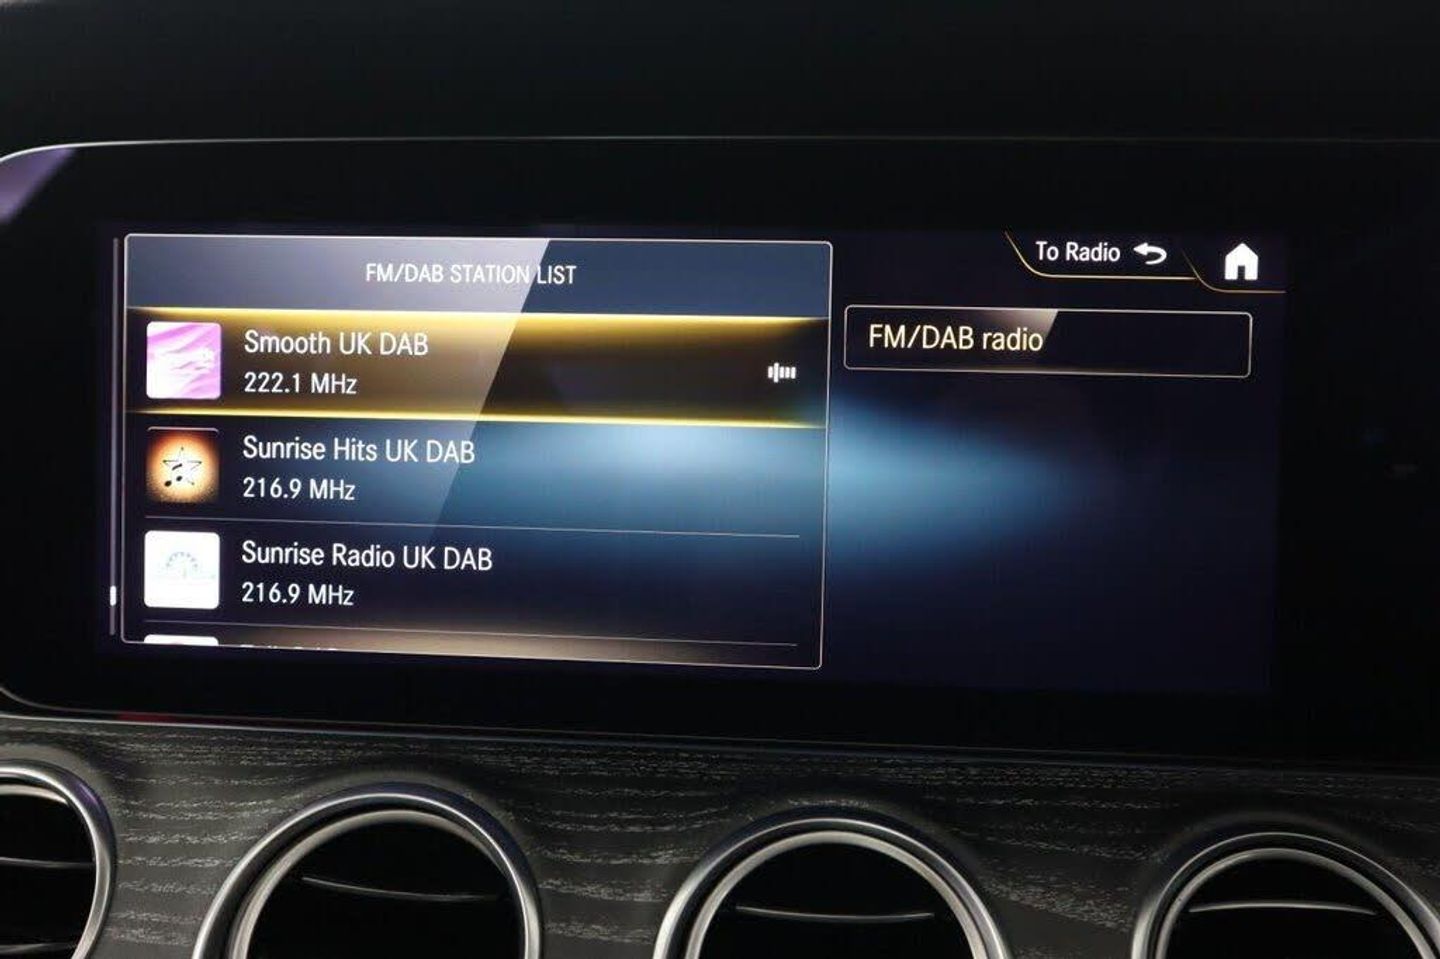 FM/DAB STATION LIST
To Radio
Smooth UK DAB
222.1 MHz
FM/DAB radio
Sunrise Hits UK DAB
216.9 MHz
Sunrise Radio UK DAB
216.9 MHz